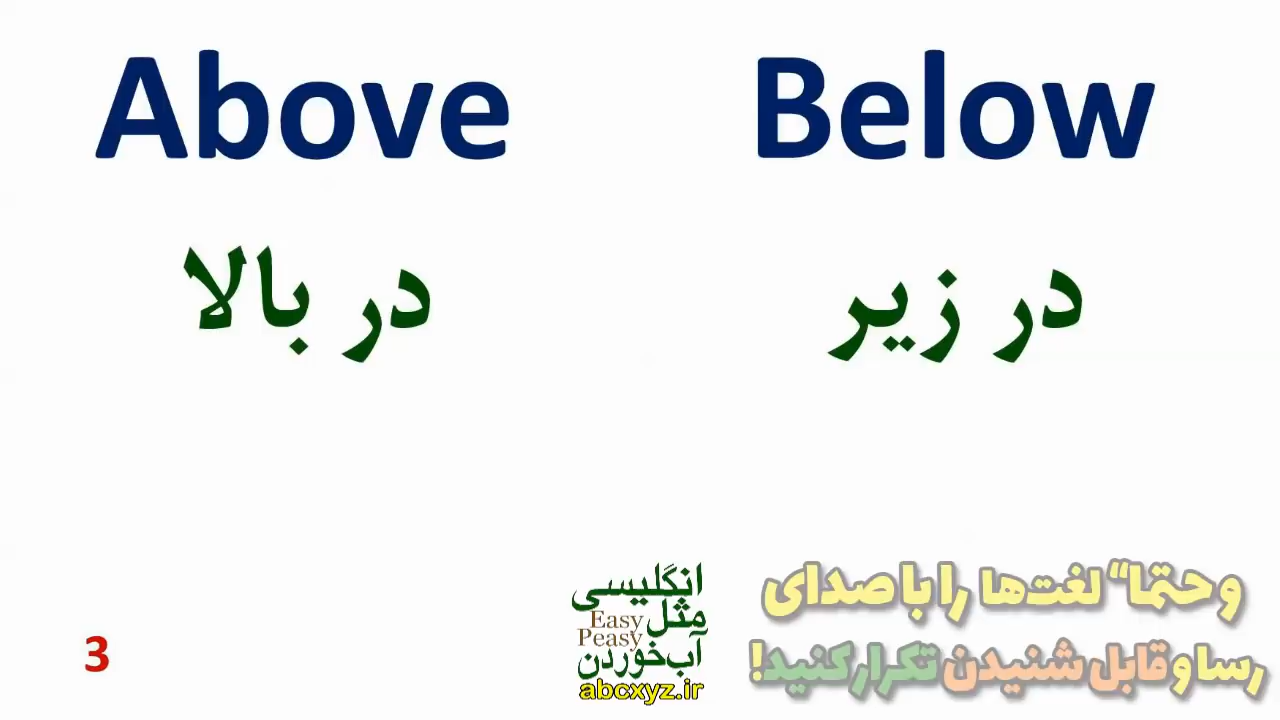 Above Below
در بالا در زیر
و حتما“ لغت‌ها را با صدای
رسا و قابل شنیدن تکرار کنید!
انگلیسی
مثل
Easy
Peasy
آب‌خوردن
abcxyz.ir
3